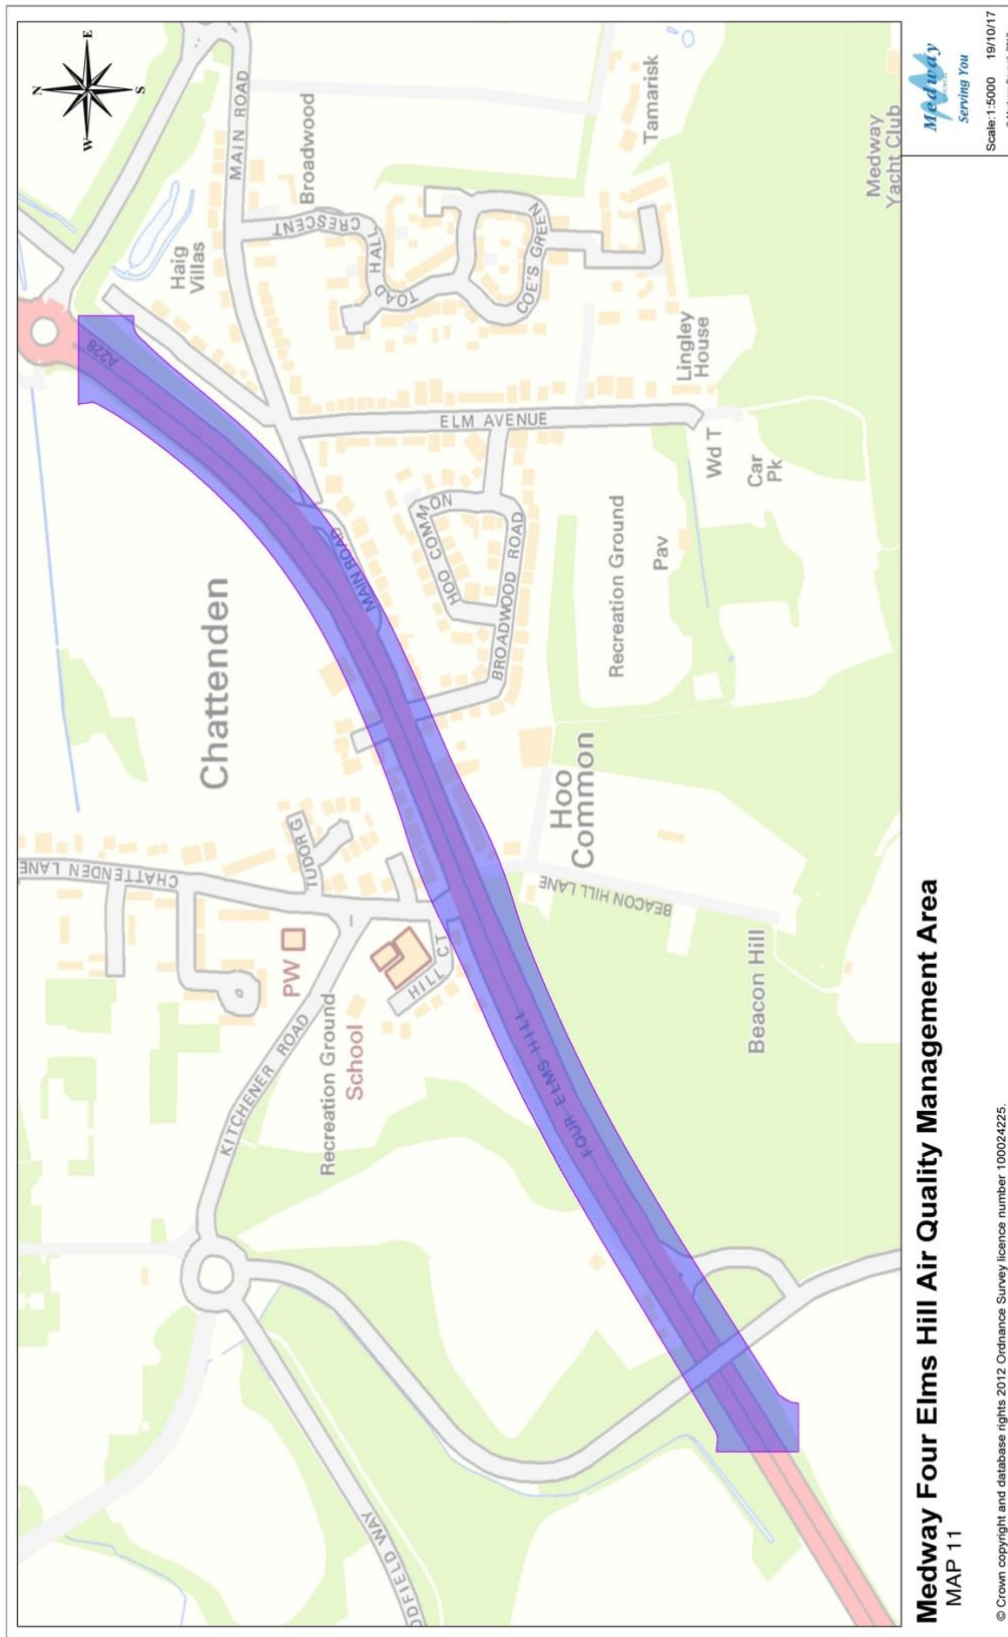 N
E
S
W
MAIN ROAD
Broadwood
Tamarisk
Haig
Villas
CRESCENT
TOAD HALL
COE'S GREEN
Medway
Yacht Club
A228
Lingley
House
ELM AVENUE
Wd T
Car
Pk
MAIN ROAD
HOO COMMON
BROADWOOD ROAD
Recreation Ground
Pav
Chattenden
Hoo
Common
CHATTENDEN LANE
TUDOR G
BEACON HILL LANE
PW
HILL CT
School
Recreation Ground
KITCHENER ROAD
Beacon Hill
FOUR ELMS HILL
DDFIELD WAY
Medway Four Elms Hill Air Quality Management Area
MAP 11
Medway
COUNCIL
Serving You
Scale:1:5000 19/10/17
© Crown copyright and database rights 2012 Ordnance Survey licence number 100024225.